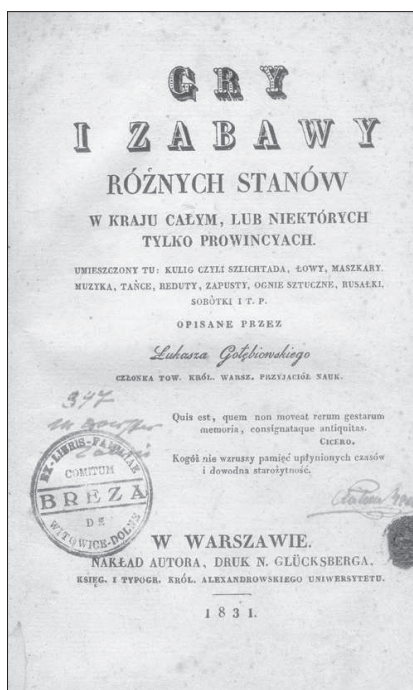 GRY
I ZABAWY
RÓŻNYCH STANÓW
W KRAJU CAŁYM, LUB NIEKTÓRYCH
TYLKO PROWINCYACH.
UMIESZCZONY TU: KULIG CZYLI SZLICHTADA, ŁOWY, MASZKARY.
MUZYKA, TAŃCE, REDUTY, ZAPUSTY, OGNIE SZTUCZNE, RUSAŁKI,
SOBÓTKI I T. P.
OPISANE PRZEZ
Łukasza Gołębiowskiego
CZŁONKA TOW. KRÓL. WARSZ. PRZYJACIÓŁ NAUK.
347
Quis est, quem non moveat rerum gestarum
memoria, consignataque antiquitas.
CICERO.
Kogóż nie wzruszy pamięć upłynionych czasów
i dowodna starożytność.
EX-LIBRIS-FAMILIAE
COMITUM
BREZA
DE
WITOWICE-DOLNE
W WARSZAWIE.
NAKŁAD AUTORA, DRUK N. GLÜCKSBERGA.
KSIĘG. I TYPOGR. KRÓL. ALEXANDROWSKIEGO UNIWERSYTETU.
1831.